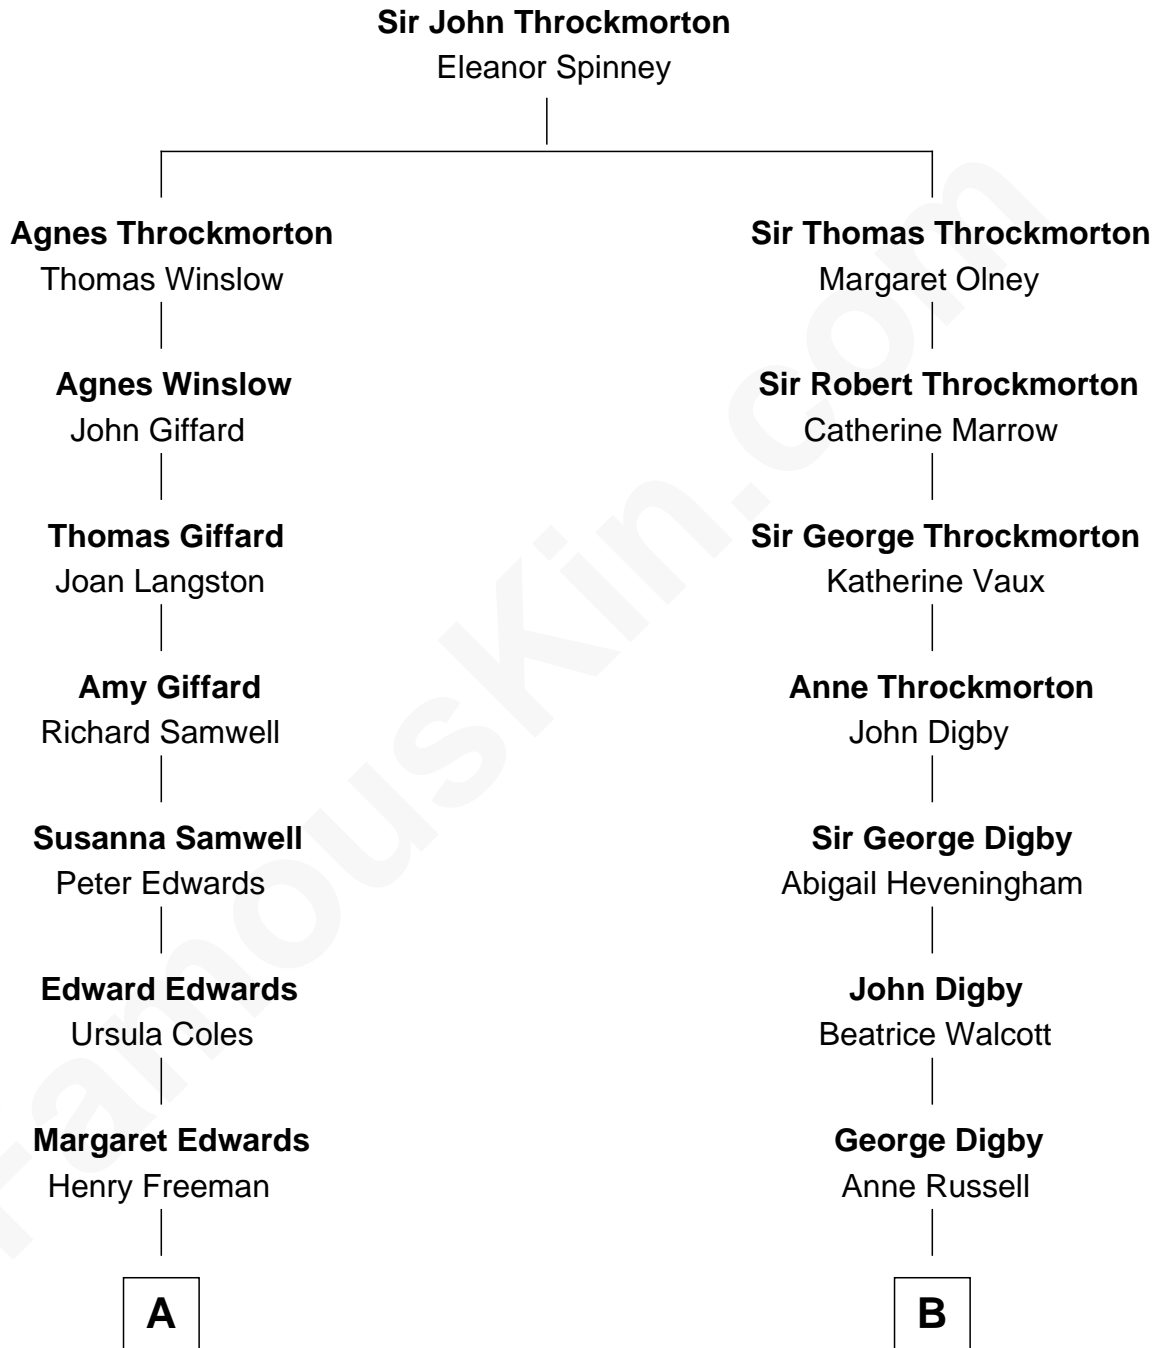 Sir John Throckmorton
Eleanor Spinney
Agnes Throckmorton
Thomas Winslow
Agnes Winslow
John Giffard
Thomas Giffard
Joan Langston
Amy Giffard
Richard Samwell
Susanna Samwell
Peter Edwards
Edward Edwards
Ursula Coles
Margaret Edwards
Henry Freeman
A
Sir Thomas Throckmorton
Margaret Olney
Sir Robert Throckmorton
Catherine Marrow
Sir George Throckmorton
Katherine Vaux
Anne Throckmorton
John Digby
Sir George Digby
Abigail Heveningham
John Digby
Beatrice Walcott
George Digby
Anne Russell
B
FamousKin.com